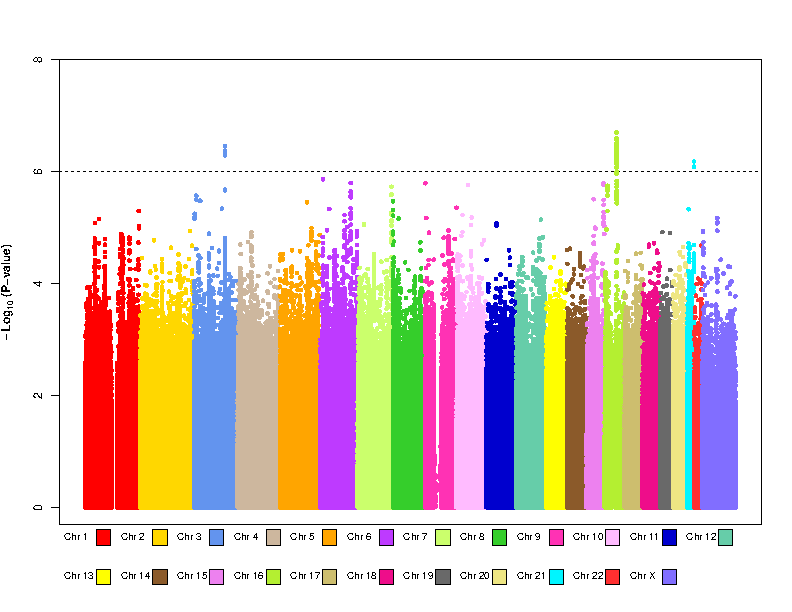 8
6
4
2
0
−Log10 (P−value)
Chr 1 Chr 2 Chr 3 Chr 4 Chr 5 Chr 6 Chr 7 Chr 8 Chr 9 Chr 10 Chr 11 Chr 12
Chr 13 Chr 14 Chr 15 Chr 16 Chr 17 Chr 18 Chr 19 Chr 20 Chr 21 Chr 22 Chr X